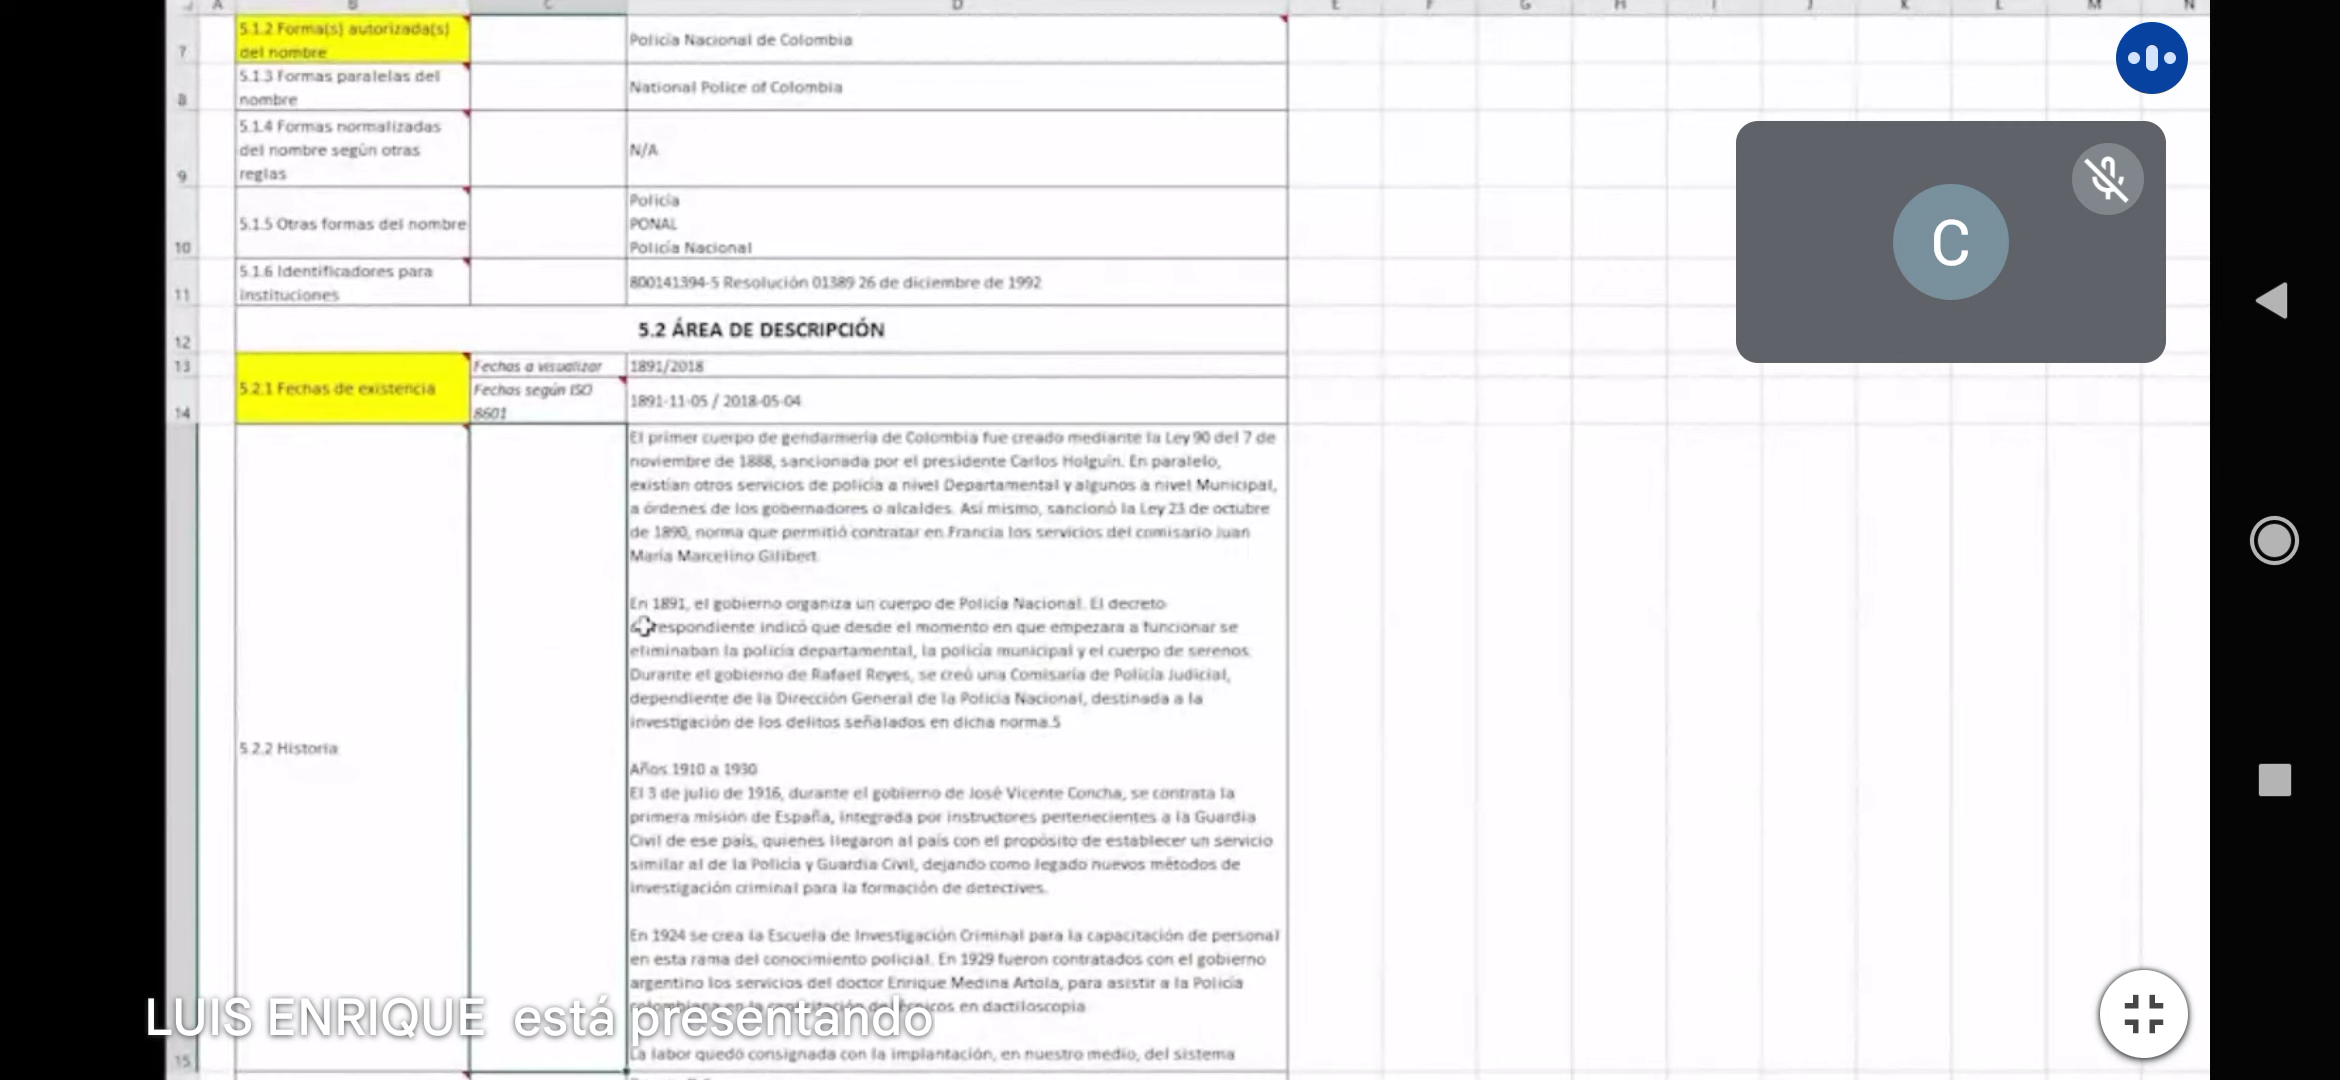 A B C D E F G H I J K L M N
7 5.1.2 Forma(s) autorizada(s)
del nombre
Policía Nacional de Colombia
8 5.1.3 Formas paralelas del
nombre
National Police of Colombia
9 5.1.4 Formas normalizadas
del nombre según otras
reglas
N/A
10 5.1.5 Otras formas del nombre
Policía
PONAL
Policía Nacional
11 5.1.6 Identificadores para
instituciones
800141394-5 Resolución 01389 26 de diciembre de 1992
12 5.2 ÁREA DE DESCRIPCIÓN
5.2.1 Fechas de existencia
13 Fechas a visualizar 1891/2018
14 Fechas según ISO
8601
1891-11-05 / 2018-05-04
15 5.2.2 Historia
El primer cuerpo de gendarmería de Colombia fue creado mediante la Ley 90 del 7 de
noviembre de 1888, sancionada por el presidente Carlos Holguín. En paralelo,
existían otros servicios de policía a nivel Departamental y algunos a nivel Municipal,
a órdenes de los gobernadores o alcaldes. Así mismo, sancionó la Ley 23 de octubre
de 1890, norma que permitió contratar en Francia los servicios del comisario Juan
María Marcelino Gilibert
En 1891, el gobierno organiza un cuerpo de Policía Nacional. El decreto
respondiente indicó que desde el momento en que empezara a funcionar se
eliminaban la policía departamental, la policía municipal y el cuerpo de serenos.
Durante el gobierno de Rafael Reyes, se creó una Comisaría de Policía Judicial,
dependiente de la Dirección General de la Policía Nacional, destinada a la
investigación de los delitos señalados en dicha norma.5
Años 1910 a 1930
El 3 de julio de 1916, durante el gobierno de José Vicente Concha, se contrata la
primera misión de España, integrada por instructores pertenecientes a la Guardia
Civil de ese país, quienes llegaron al país con el propósito de establecer un servicio
similar al de la Policía y Guardia Civil, dejando como legado nuevos métodos de
investigación criminal para la formación de detectives.
En 1924 se crea la Escuela de Investigación Criminal para la capacitación de personal
en esta rama del conocimiento policial. En 1929 fueron contratados con el gobierno
argentino los servicios del doctor Enrique Medina Artola, para asistir a la Policía
en dactiloscopia
La labor quedó consignada con la implantación, en nuestro medio, del sistema
C
LUIS ENRIQUE está presentando